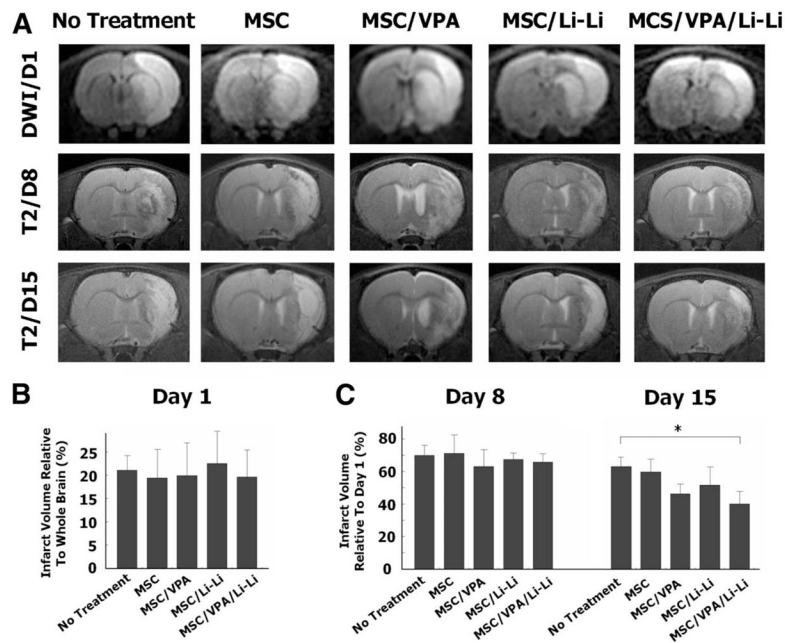 A
No Treatment MSC MSC/VPA MSC/Li-Li MCS/VPA/Li-Li
DWI/D1
T2/D8
T2/D15
B Day 1
Infarct Volume Relative
To Whole Brain (%)
25
20
15
10
5
0
No Treatment
MSC
MSC/VPA
MSC/Li-Li
MSC/VPA/Li-Li
C Day 8 Day 15
Infarct Volume
Relative To Day 1 (%)
80
60
40
20
0
*
No Treatment
MSC
MSC/VPA
MSC/Li-Li
MSC/VPA/Li-Li
No Treatment
MSC
MSC/VPA
MSC/Li-Li
MSC/VPA/Li-Li